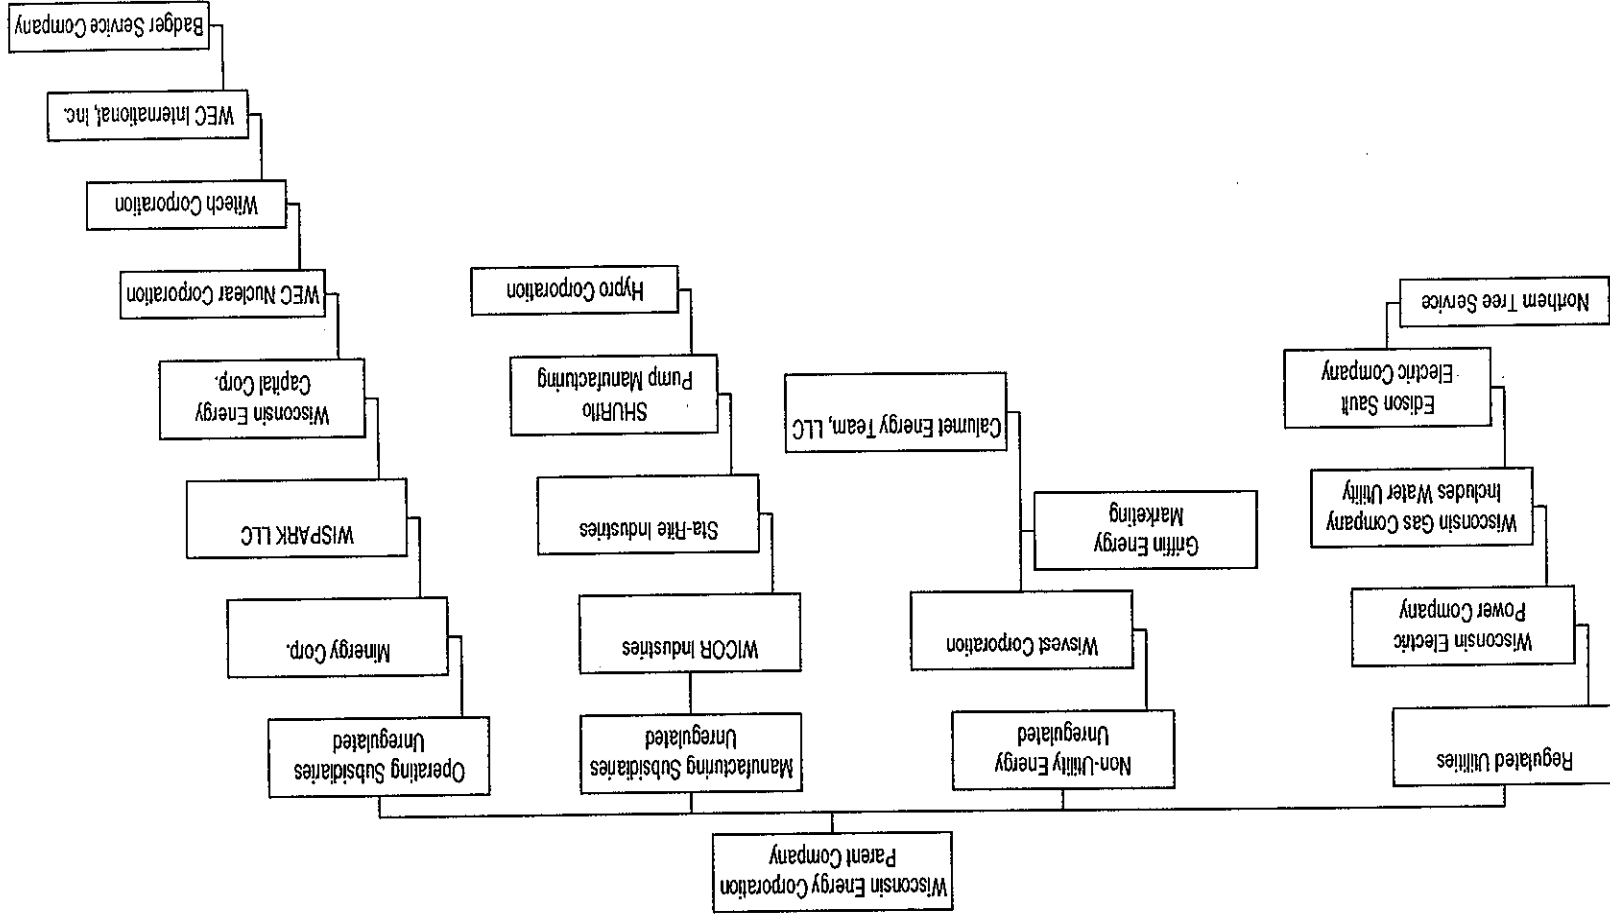 Wisconsin Energy Corporation
Parent Company
Regulated Utilities
Wisconsin Electric
Power Company
Wisconsin Gas Company
Includes Water Utility
Edison Sault
Electric Company
Northern Tree Service
Non-Utility Energy
Unregulated
Wisvest Corporation
Griffin Energy
Marketing
Calumet Energy Team, LLC
Manufacturing Subsidiaries
Unregulated
WICOR Industries
Sta-Rite Industries
SHURflo
Pump Manufacturing
Hypro Corporation
Operating Subsidiaries
Unregulated
Minergy Corp.
WISPARK LLC
Wisconsin Energy
Capital Corp.
WEC Nuclear Corporation
Witech Corporation
WEC International, Inc.
Badger Service Company